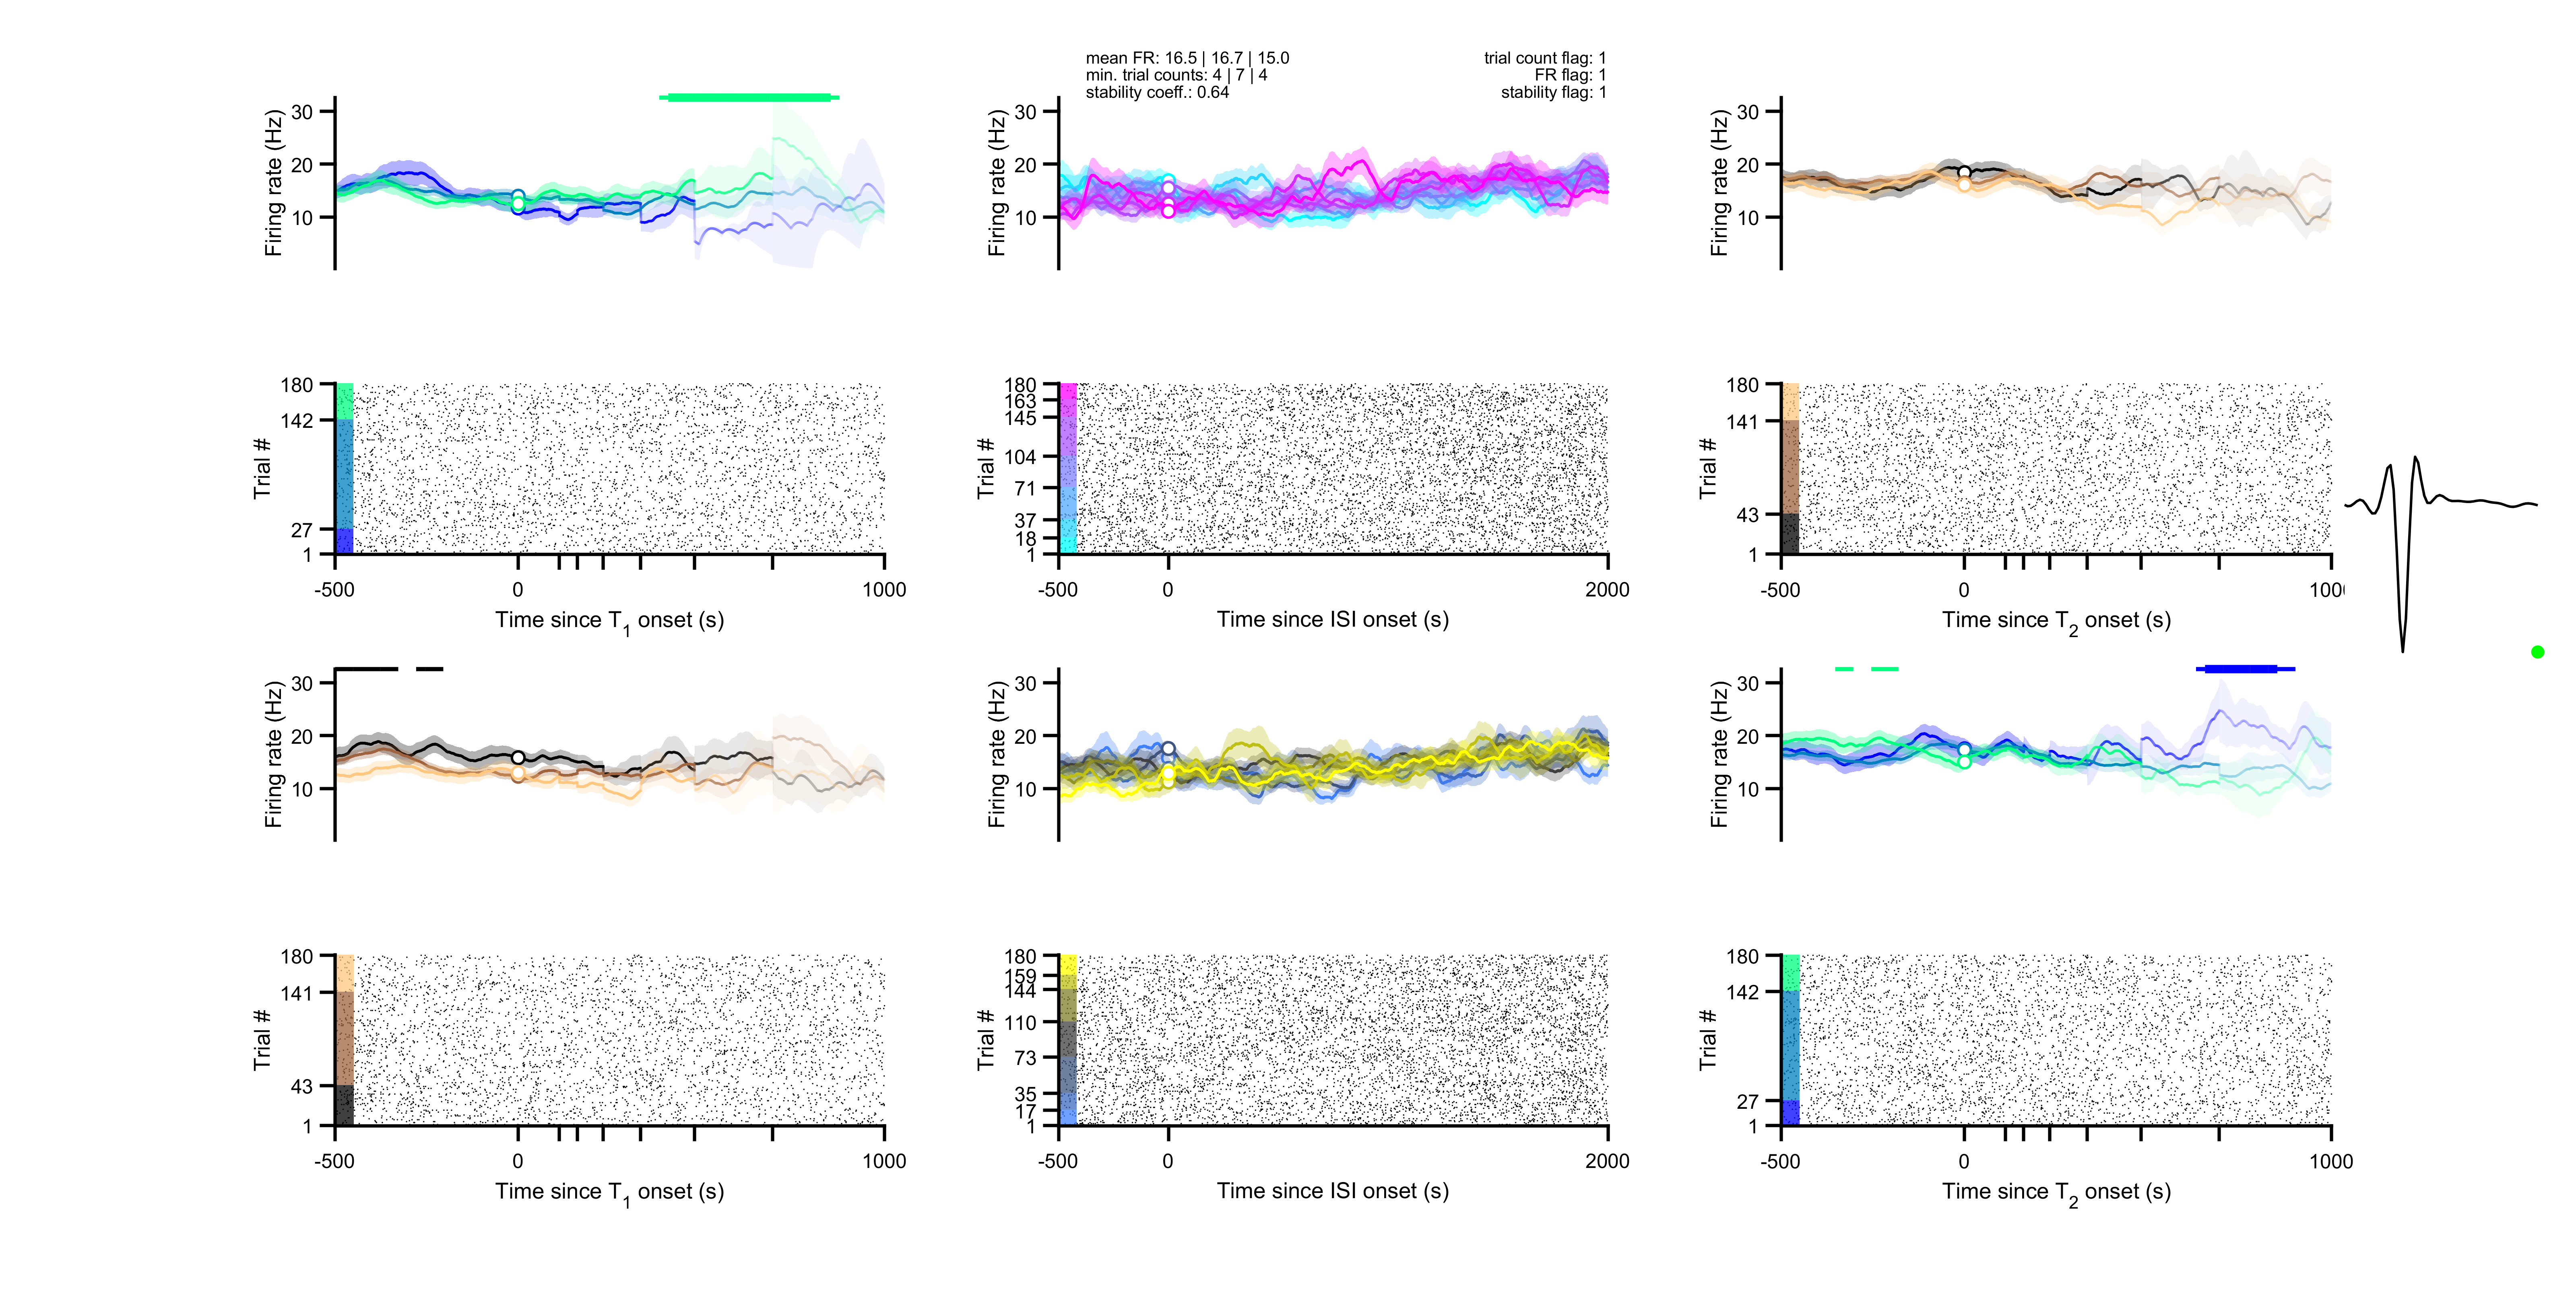 mean FR: 16.5 | 16.7 | 15.0
min. trial counts: 4 | 7 | 4
stability coeff.: 0.64
trial count flag: 1
FR flag: 1
stability flag: 1
Firing rate (Hz)
30
20
10
Firing rate (Hz)
30
20
10
Firing rate (Hz)
30
20
10
Trial #
180
142
27
1
-500
0
1000
Time since T1 onset (s)
Trial #
180
163
145
104
71
37
18
1
-500
0
2000
Time since ISI onset (s)
Trial #
180
141
43
1
-500
0
100
Time since T2 onset (s)
Firing rate (Hz)
30
20
10
Firing rate (Hz)
30
20
10
Firing rate (Hz)
30
20
10
Trial #
180
141
43
1
-500
0
1000
Time since T1 onset (s)
Trial #
180
159
144
110
73
35
17
1
-500
0
2000
Time since ISI onset (s)
Trial #
180
142
27
1
-500
0
1000
Time since T2 onset (s)